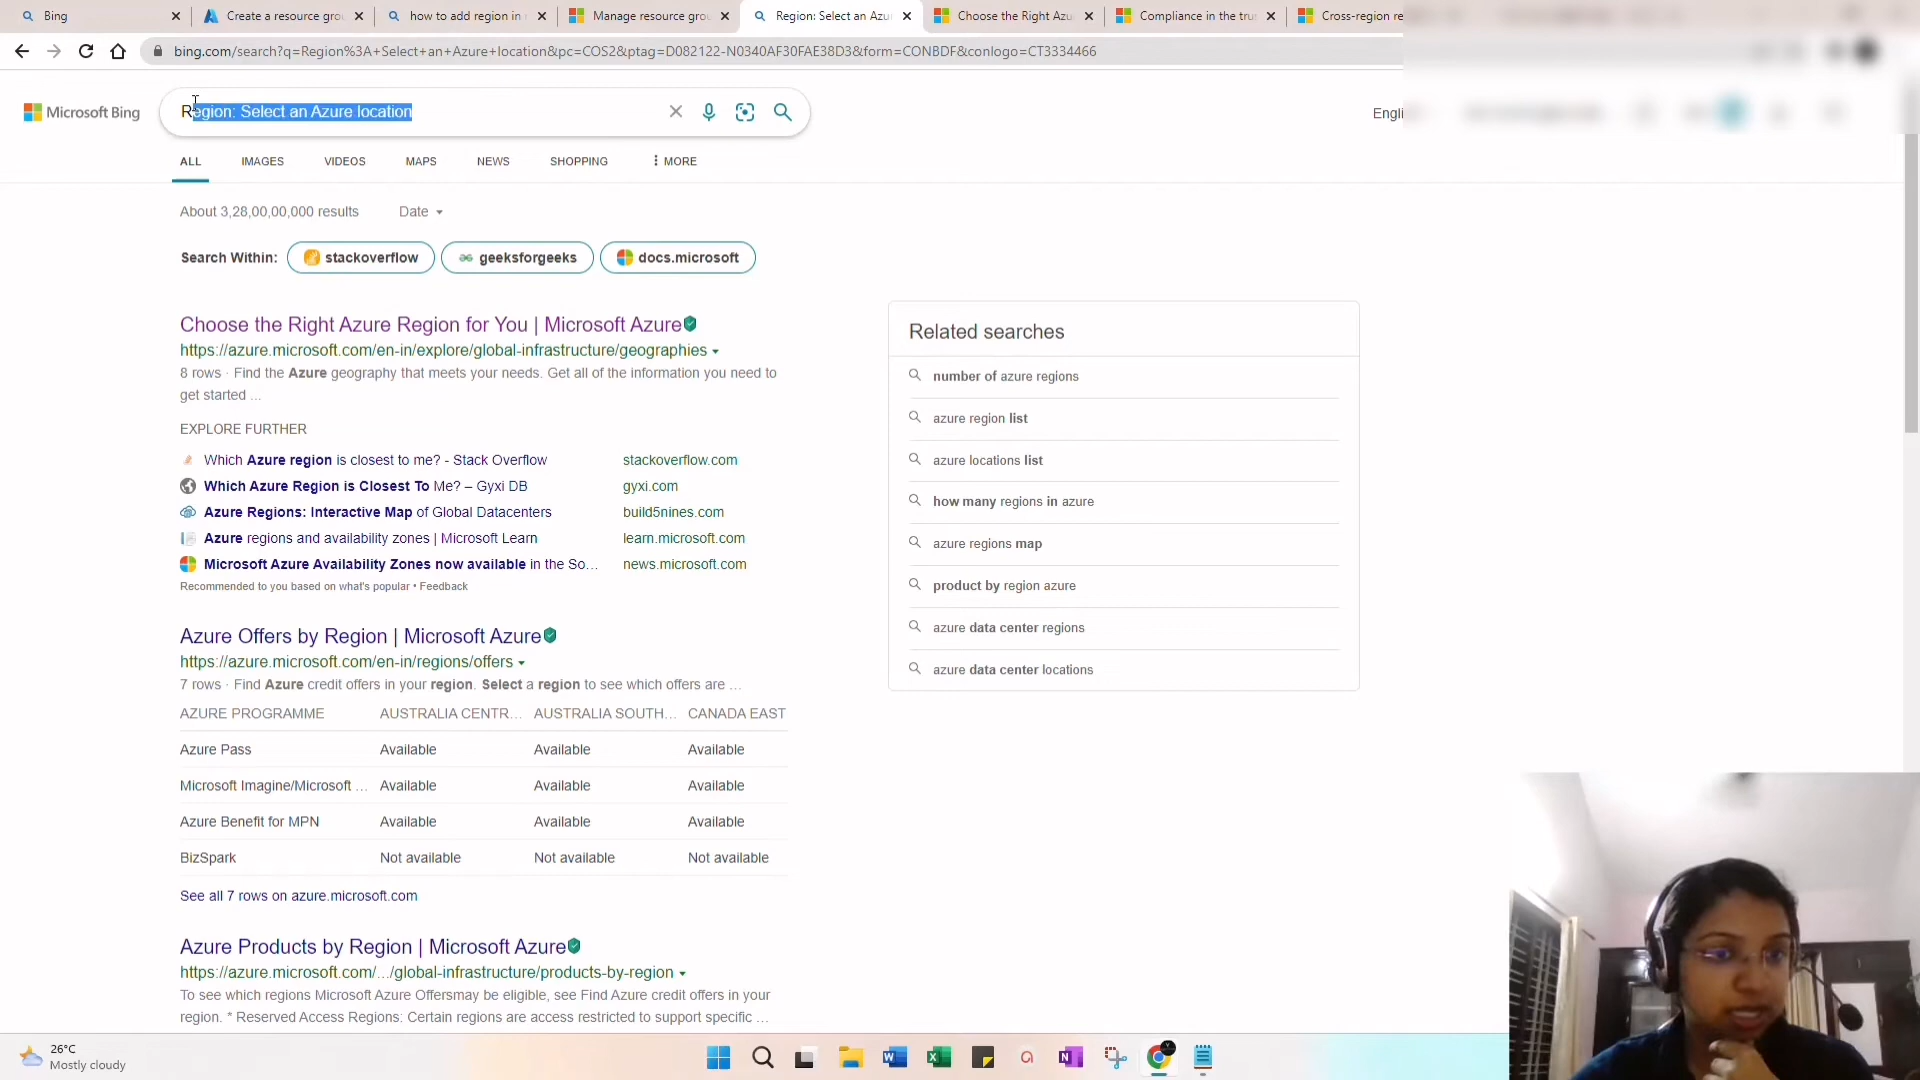 Bing
Create a resource gro
how to add region in
Manage resource gro
Region: Select an Azu
Choose the Right Azu
Compliance in the tru
Cross-region re
bing.com/search?q=Region%3A+Select+an+Azure+location&pc=COS2&ptag=D082122-N0340AF30FAE38D3&form=CONBDF&conlogo=CT3334466
Microsoft Bing
Region: Select an Azure location
Engli
ALL
IMAGES
VIDEOS
MAPS
NEWS
SHOPPING
MORE
About 3,28,00,00,000 results
Date
Search Within:
stackoverflow
geeksforgeeks
docs.microsoft
Choose the Right Azure Region for You | Microsoft Azure
https://azure.microsoft.com/en-in/explore/global-infrastructure/geographies
8 rows · Find the Azure geography that meets your needs. Get all of the information you need to
get started ...
EXPLORE FURTHER
Which Azure region is closest to me? - Stack Overflow stackoverflow.com
Which Azure Region is Closest To Me? – Gyxi DB gyxi.com
Azure Regions: Interactive Map of Global Datacenters build5nines.com
Azure regions and availability zones | Microsoft Learn learn.microsoft.com
Microsoft Azure Availability Zones now available in the So... news.microsoft.com
Recommended to you based on what's popular • Feedback
Azure Offers by Region | Microsoft Azure
https://azure.microsoft.com/en-in/regions/offers
7 rows · Find Azure credit offers in your region. Select a region to see which offers are ...
AZURE PROGRAMME AUSTRALIA CENTR... AUSTRALIA SOUTH... CANADA EAST
Azure Pass Available Available Available
Microsoft Imagine/Microsoft ... Available Available Available
Azure Benefit for MPN Available Available Available
BizSpark Not available Not available Not available
See all 7 rows on azure.microsoft.com
Azure Products by Region | Microsoft Azure
https://azure.microsoft.com/.../global-infrastructure/products-by-region
To see which regions Microsoft Azure Offersmay be eligible, see Find Azure credit offers in your
region. * Reserved Access Regions: Certain regions are access restricted to support specific ...
Related searches
number of azure regions
azure region list
azure locations list
how many regions in azure
azure regions map
product by region azure
azure data center regions
azure data center locations
26°C
Mostly cloudy